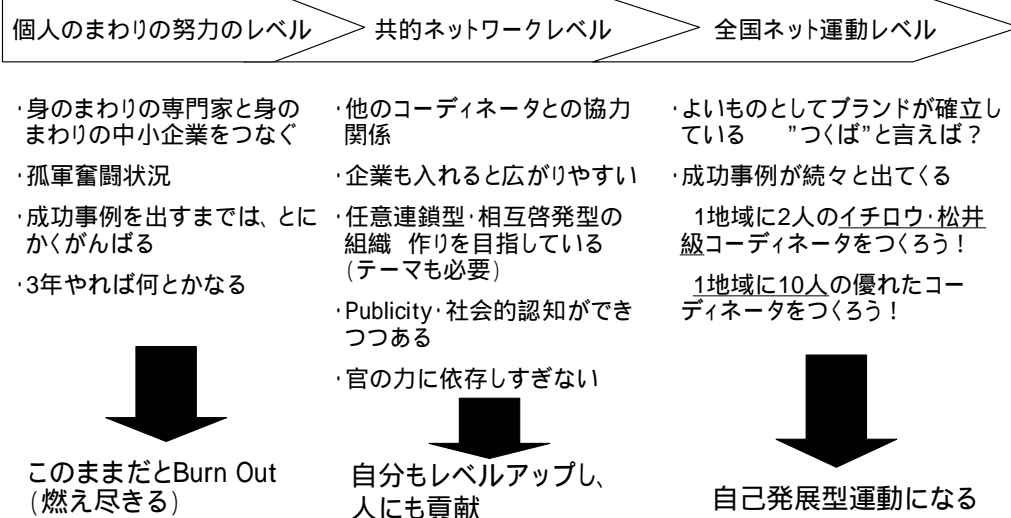 個人のまわりの努力のレベル
共的ネットワークレベル
全国ネット運動レベル
·身のまわりの専門家と身の
まわりの中小企業をつなぐ
·孤軍奮闘状況
·成功事例を出すまでは、とに
かくがんばる
·3年やれば何とかなる
このままだとBurn Out
(燃え尽きる)
·他のコーディネータとの協力
関係
·企業も入れると広がりやすい
·任意連鎖型·相互啓発型の
組織 作りを目指している
(テーマも必要)
·Publicity·社会的認知ができ
つつある
·官の力に依存しすぎない
自分もレベルアップし、
人にも貢献
·よいものとしてブランドが確立し
ている ”つくば”と言えば?
·成功事例が続々と出てくる
1地域に2人のイチロウ·松井
級コーディネータをつくろう!
1地域に10人の優れたコー
ディネータをつくろう!
自己発展型運動になる